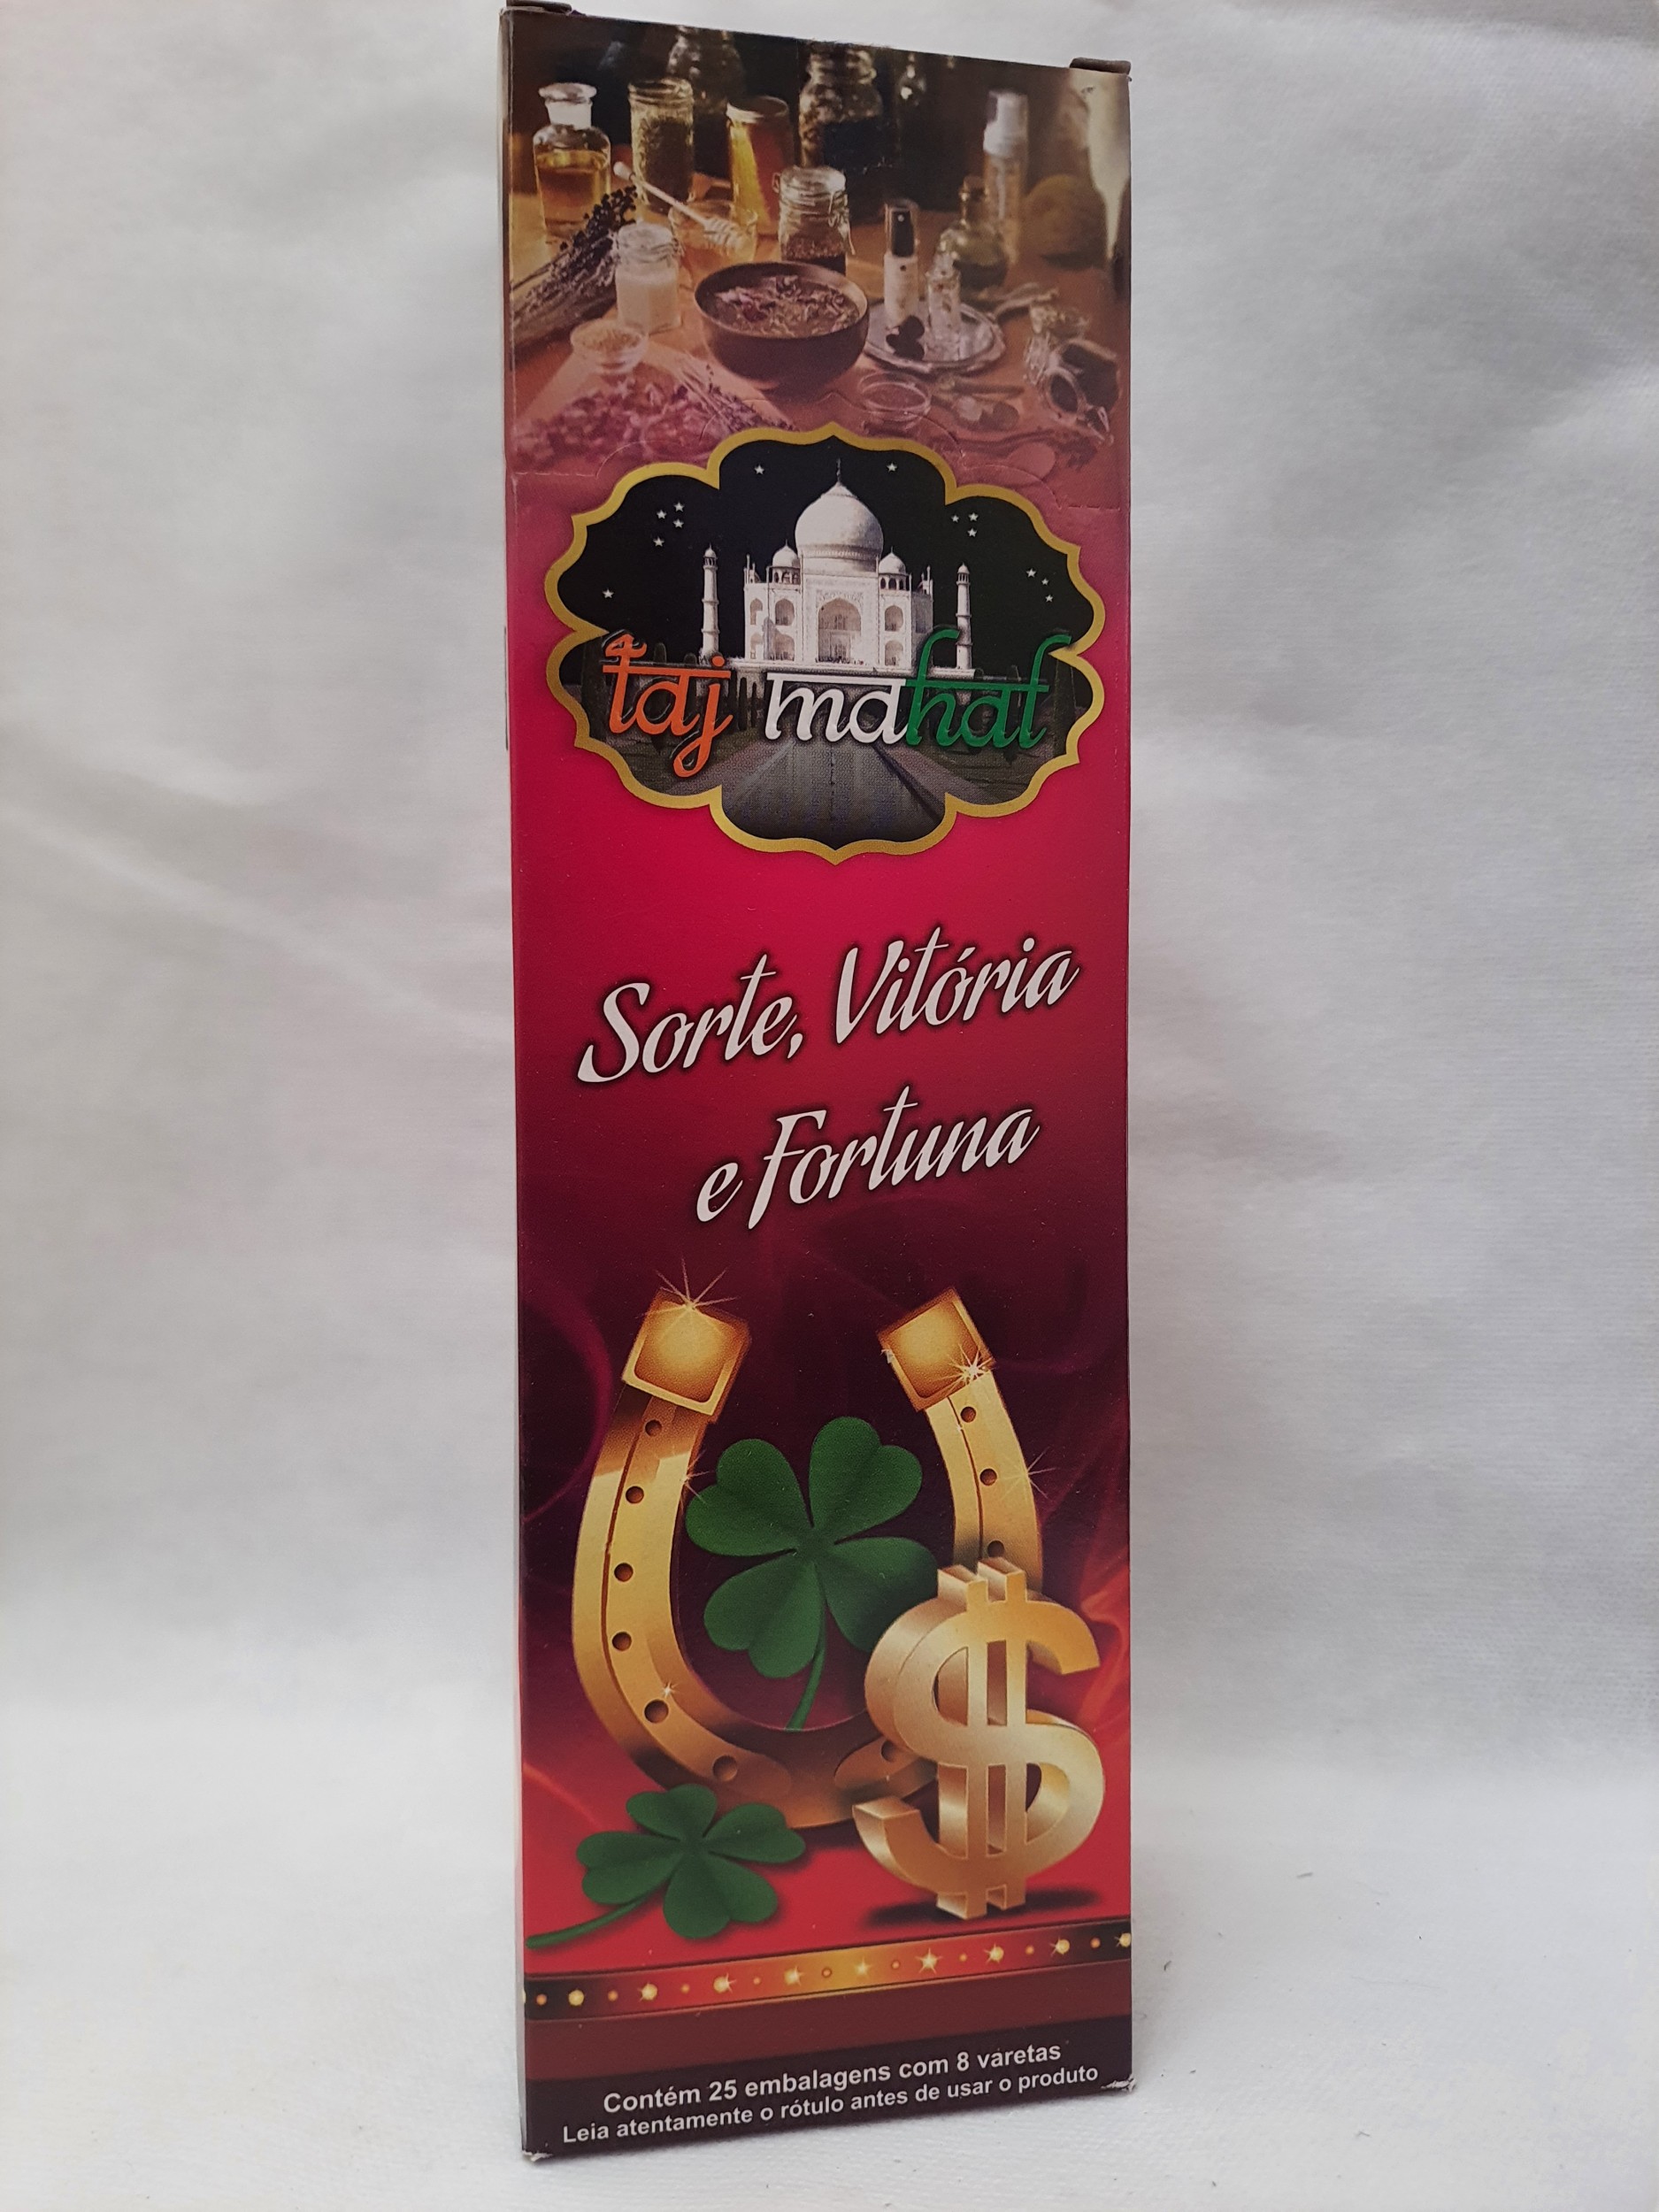 taj mahal
Sorte, Vitória
e Fortuna
Contém 25 embalagens com 8 varetas
Leia atentamente o rótulo antes de usar o produto